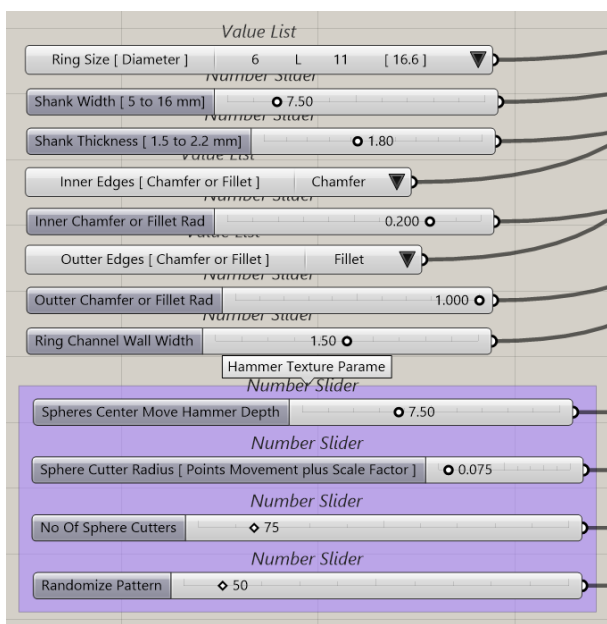 Value List
Ring Size [ Diameter ] 6 L 11 [ 16.6 ]
Number Slider
Shank Width [ 5 to 16 mm] 7.50
Number Slider
Shank Thickness [ 1.5 to 2.2 mm] 1.80
Value List
Inner Edges [ Chamfer or Fillet ] Chamfer
Number Slider
Inner Chamfer or Fillet Rad 0.200
Value List
Outter Edges [ Chamfer or Fillet ] Fillet
Number Slider
Outter Chamfer or Fillet Rad 1.000
Number Slider
Ring Channel Wall Width 1.50
Hammer Texture Parame
Number Slider
Spheres Center Move Hammer Depth 7.50
Number Slider
Sphere Cutter Radius [ Points Movement plus Scale Factor ] 0.075
Number Slider
No Of Sphere Cutters 75
Number Slider
Randomize Pattern 50